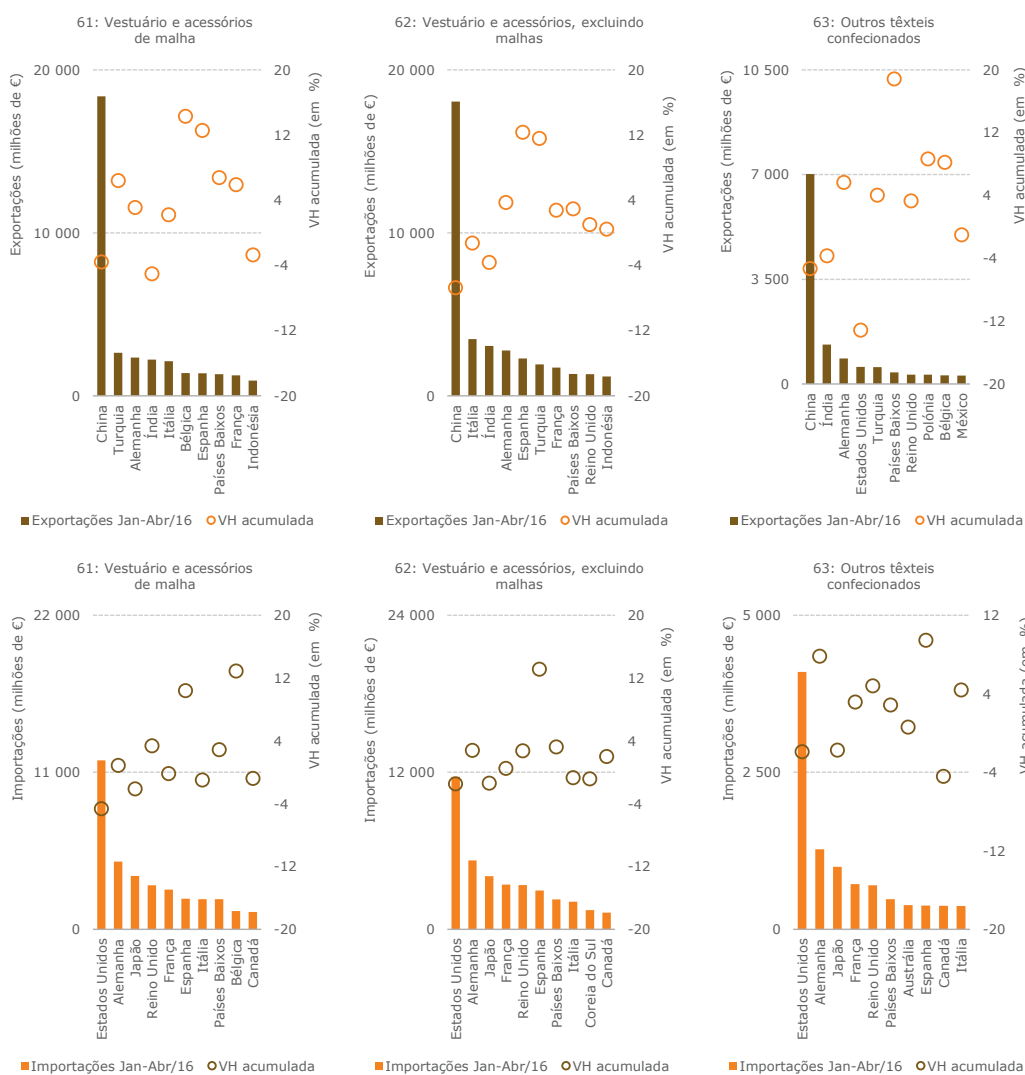 61: Vestuário e acessórios
de malha
20 000
10 000
0
Exportações (milhões de €)
20
12
4
-4
-12
-20
VH acumulada (em %)
China
Turquia
Alemanha
Índia
Itália
Bélgica
Espanha
Países Baixos
França
Indonésia
Exportações Jan-Abr/16 VH acumulada
62: Vestuário e acessórios, excluindo
malhas
20 000
10 000
0
Exportações (milhões de €)
20
12
4
-4
-12
-20
VH acumulada (em %)
China
Itália
Índia
Alemanha
Espanha
Turquia
França
Países Baixos
Reino Unido
Indonésia
Exportações Jan-Abr/16 VH acumulada
63: Outros têxteis
confecionados
10 500
7 000
3 500
0
Exportações (milhões de €)
20
12
4
-4
-12
-20
VH acumulada (em %)
China
Índia
Alemanha
Estados Unidos
Turquia
Países Baixos
Reino Unido
Polónia
Bélgica
México
Exportações Jan-Abr/16 VH acumulada
61: Vestuário e acessórios
de malha
22 000
11 000
0
Importações (milhões de €)
20
12
4
-4
-12
-20
VH acumulada (em %)
Estados Unidos
Alemanha
Japão
Reino Unido
França
Espanha
Itália
Países Baixos
Bélgica
Canadá
Importações Jan-Abr/16 VH acumulada
62: Vestuário e acessórios, excluindo
malhas
24 000
12 000
0
Importações (milhões de €)
20
12
4
-4
-12
-20
VH acumulada (em %)
Estados Unidos
Alemanha
Japão
França
Reino Unido
Espanha
Países Baixos
Itália
Coreia do Sul
Canadá
Importações Jan-Abr/16 VH acumulada
63: Outros têxteis
confecionados
5 000
2 500
0
Importações (milhões de €)
12
4
-4
-12
-20
VH acumulada (em %)
Estados Unidos
Alemanha
Japão
França
Reino Unido
Países Baixos
Austrália
Espanha
Canadá
Itália
Importações Jan-Abr/16 VH acumulada